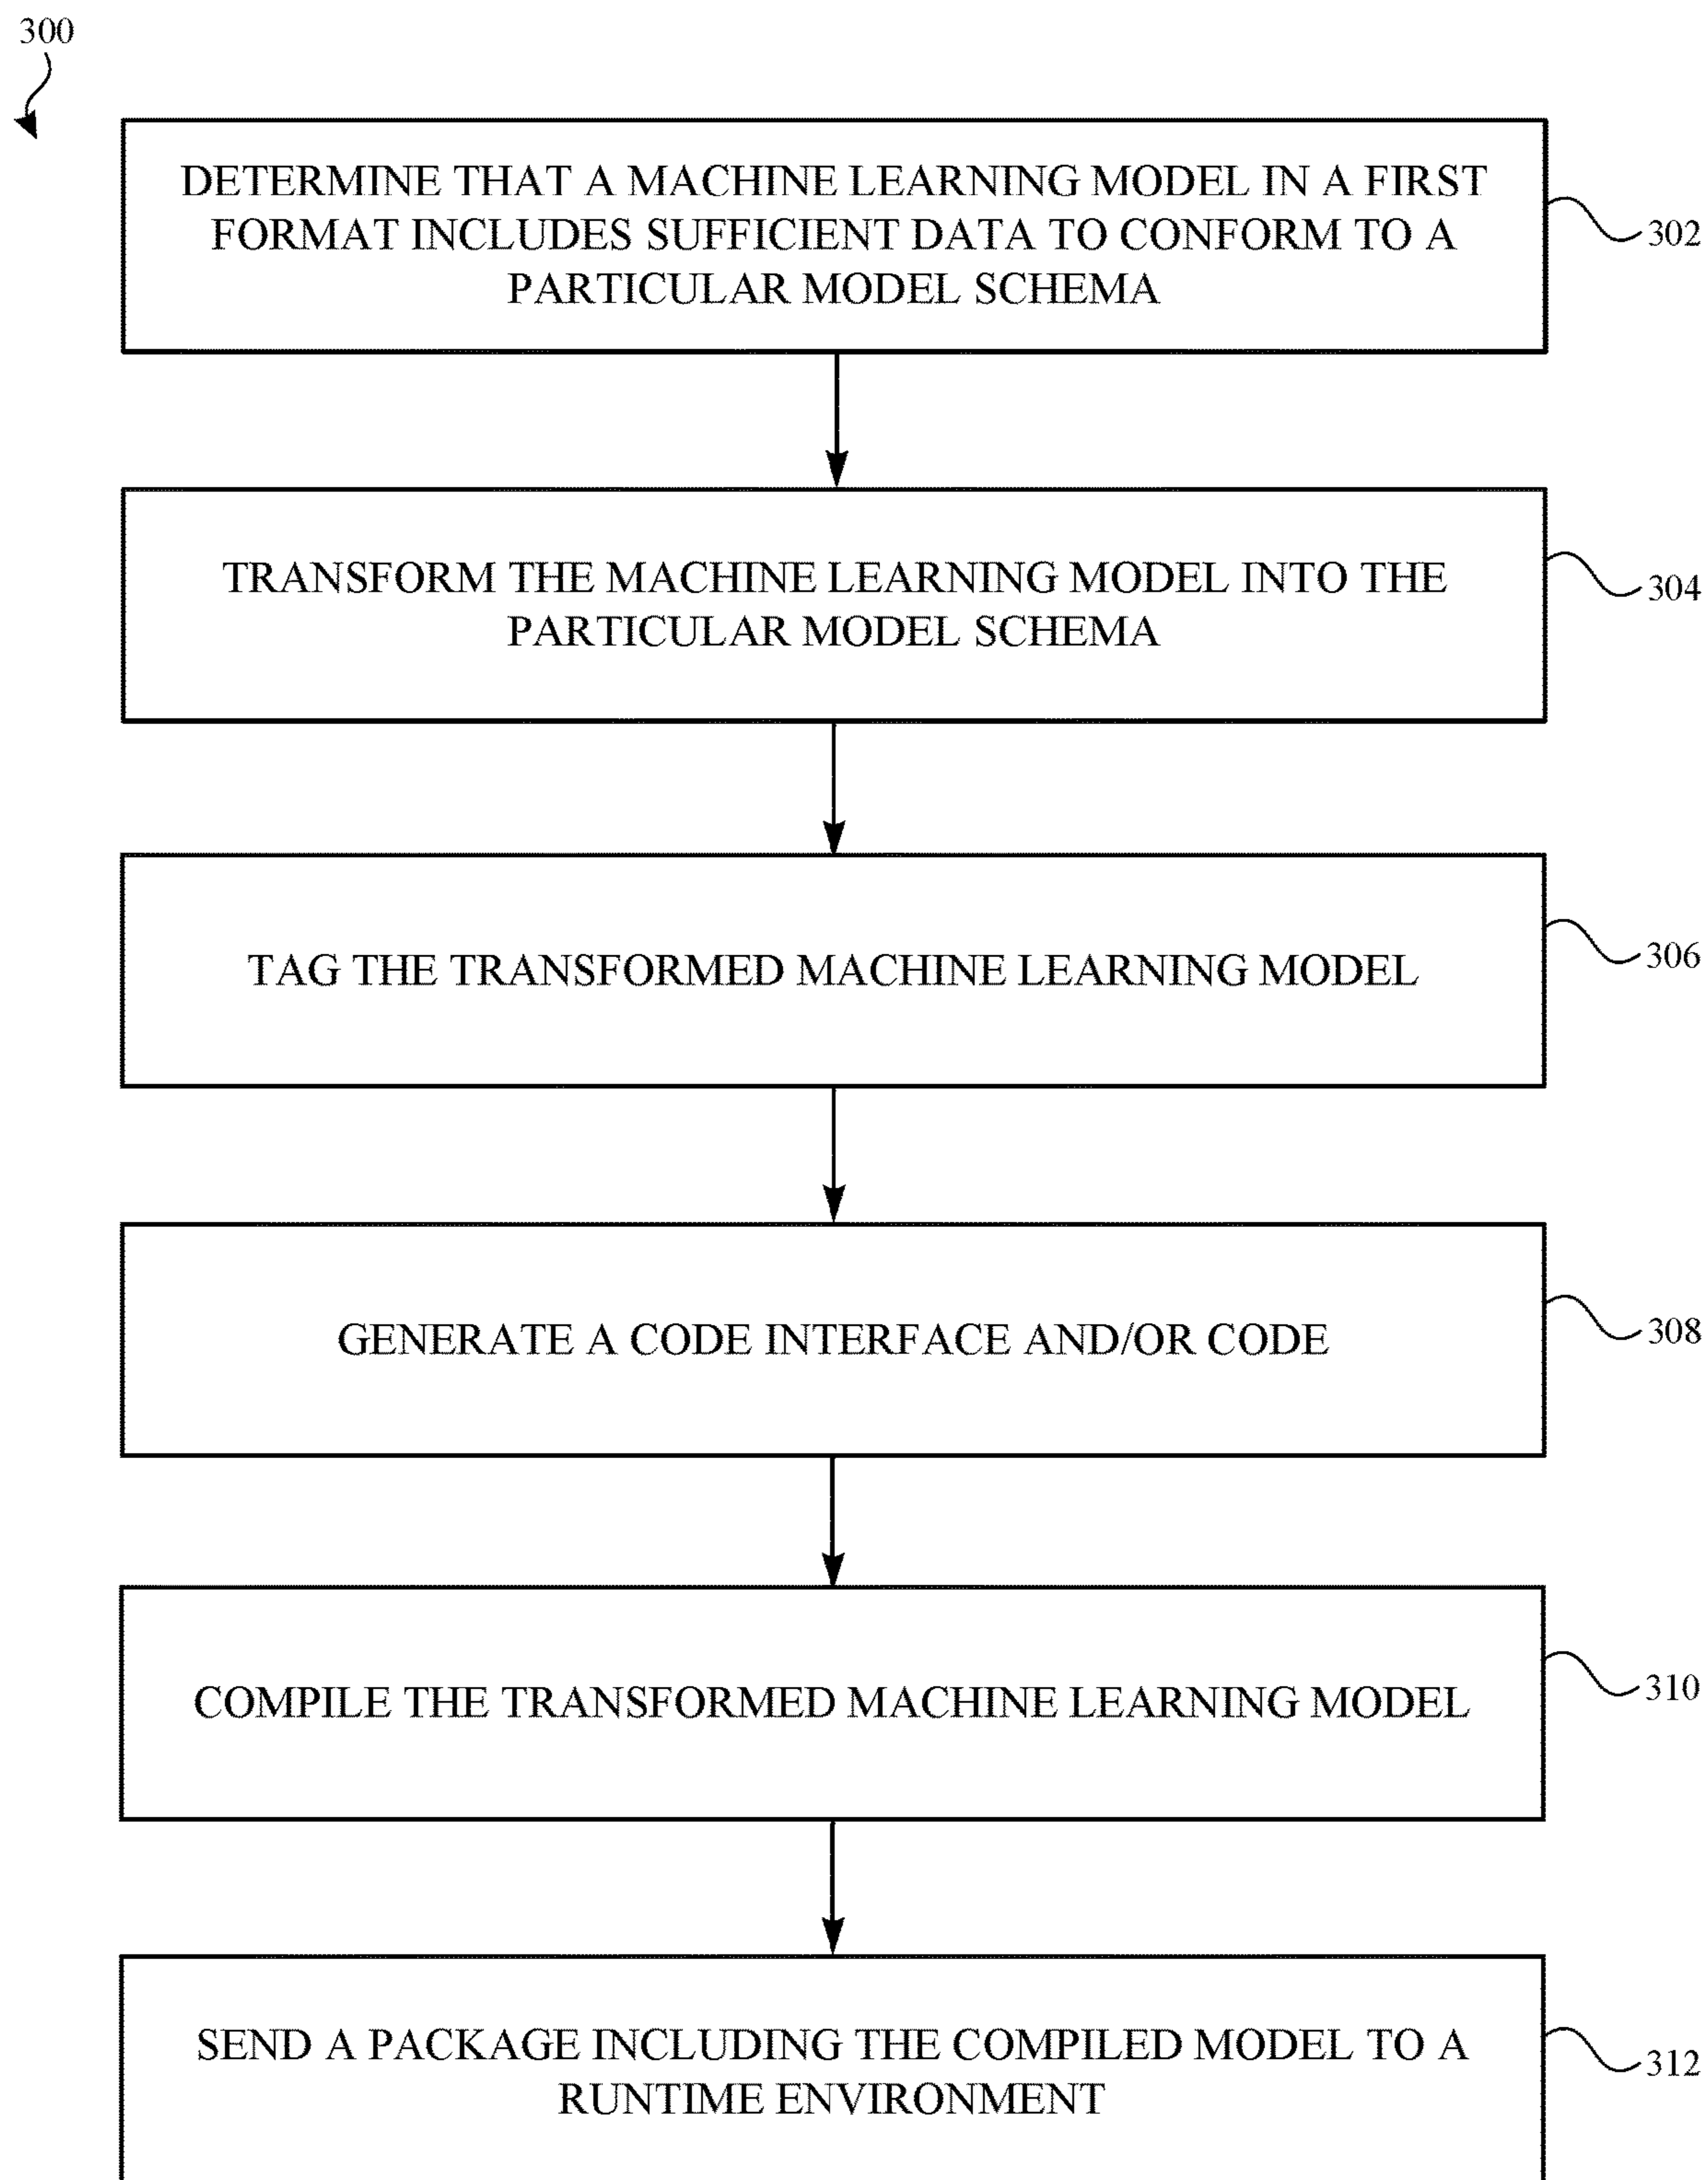 300
DETERMINE THAT A MACHINE LEARNING MODEL IN A FIRST
FORMAT INCLUDES SUFFICIENT DATA TO CONFORM TO A
PARTICULAR MODEL SCHEMA
302
TRANSFORM THE MACHINE LEARNING MODEL INTO THE
PARTICULAR MODEL SCHEMA
304
TAG THE TRANSFORMED MACHINE LEARNING MODEL
306
GENERATE A CODE INTERFACE AND/OR CODE
308
COMPILE THE TRANSFORMED MACHINE LEARNING MODEL
310
SEND A PACKAGE INCLUDING THE COMPILED MODEL TO A
RUNTIME ENVIRONMENT
312